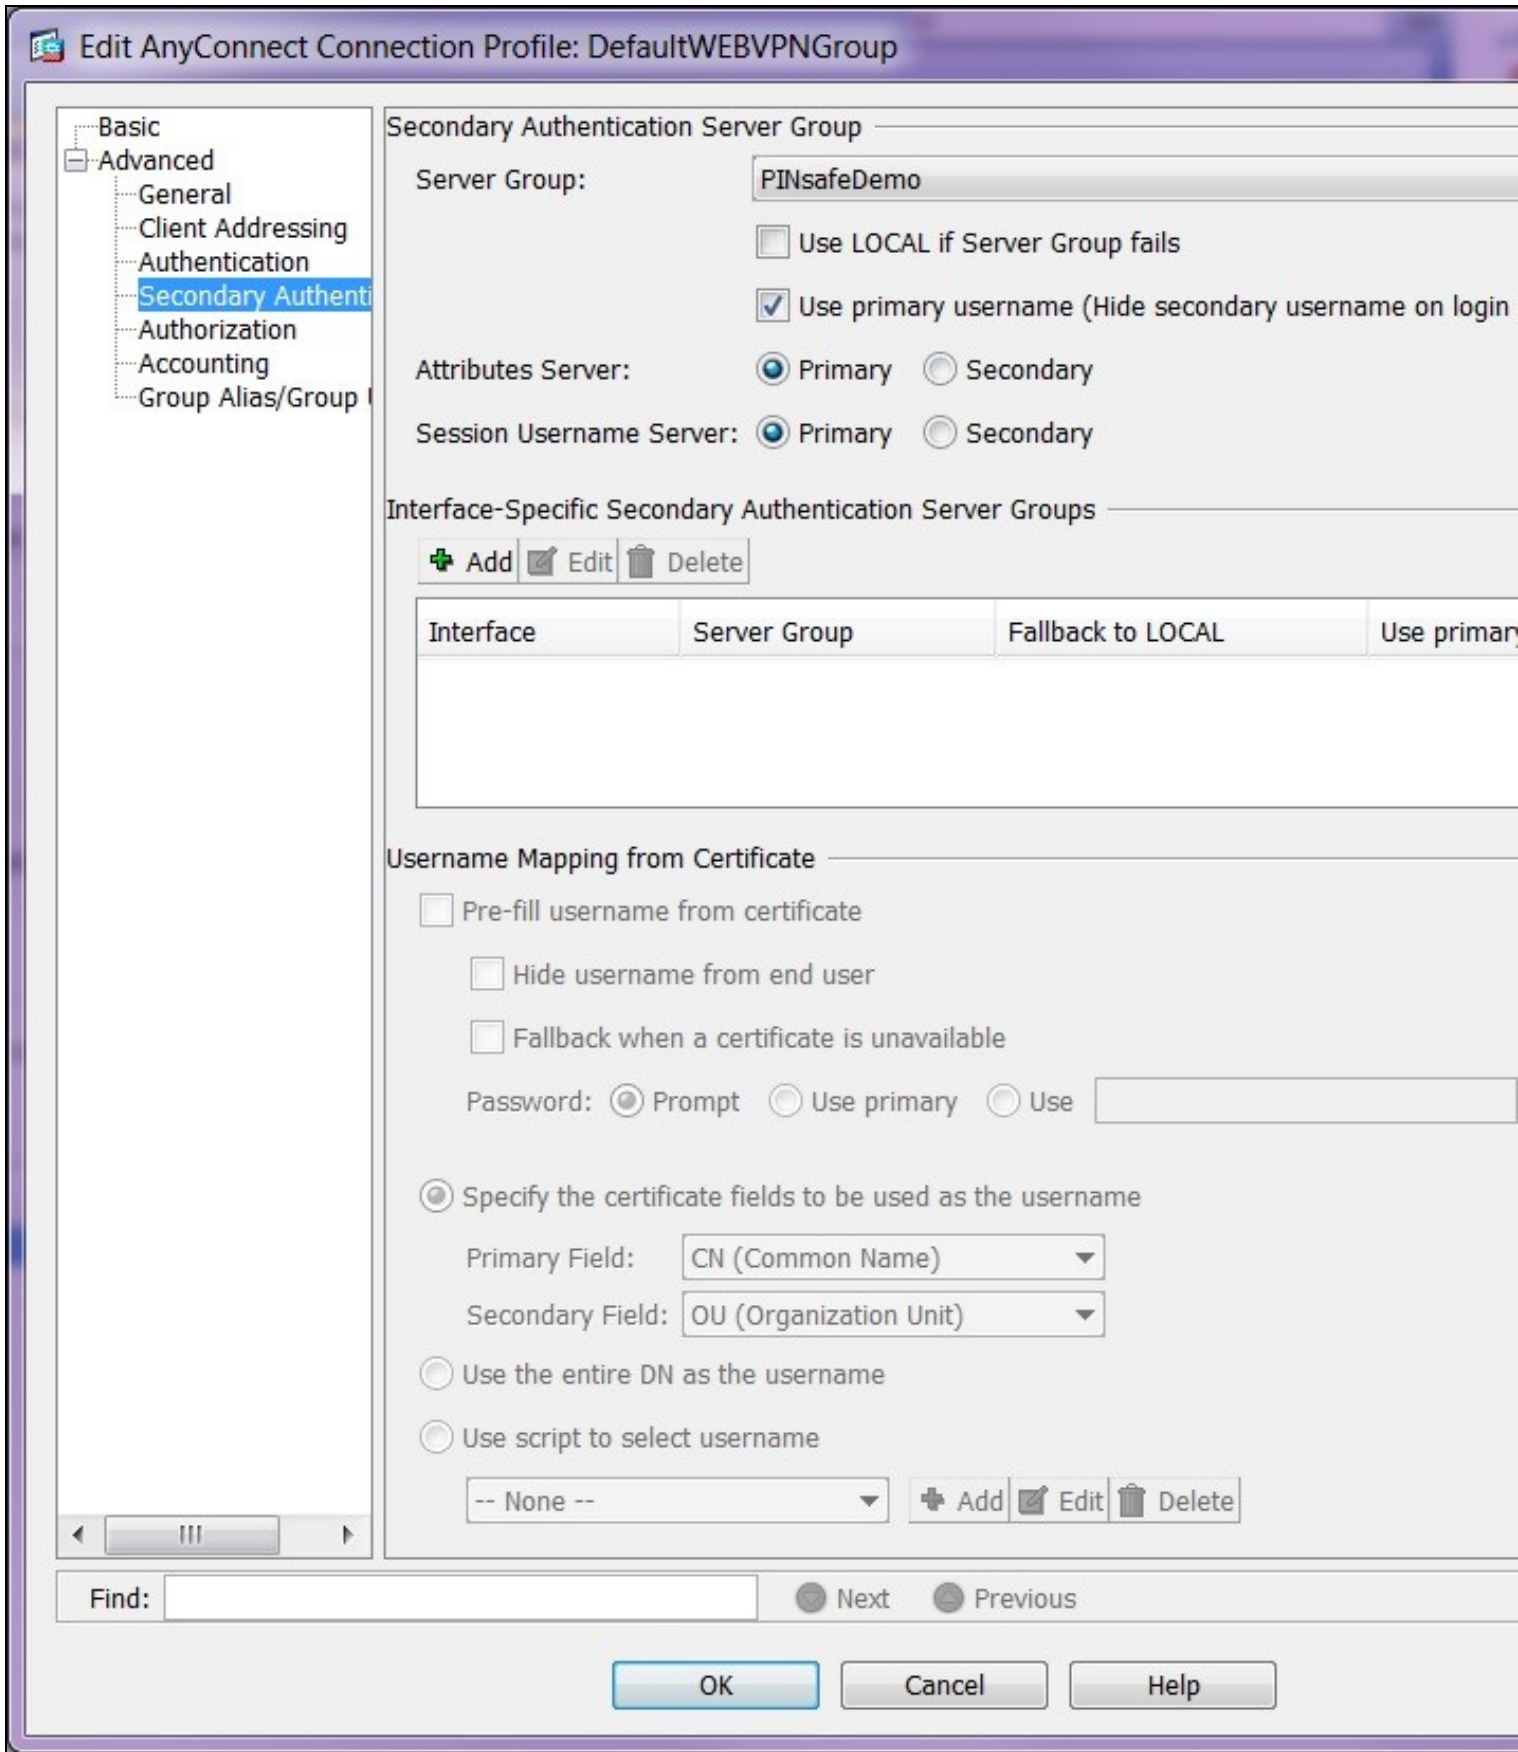 Edit AnyConnect Connection Profile: DefaultWEBVPNGroup
Basic
Advanced
General
Client Addressing
Authentication
Secondary Authenti
Authorization
Accounting
Group Alias/Group
Secondary Authentication Server Group
Server Group: PINsafeDemo
Use LOCAL if Server Group fails
Use primary username (Hide secondary username on login
Attributes Server: Primary Secondary
Session Username Server: Primary Secondary
Interface-Specific Secondary Authentication Server Groups
Add Edit Delete
Interface Server Group Fallback to LOCAL Use primary
Username Mapping from Certificate
Pre-fill username from certificate
Hide username from end user
Fallback when a certificate is unavailable
Password: Prompt Use primary Use
Specify the certificate fields to be used as the username
Primary Field: CN (Common Name)
Secondary Field: OU (Organization Unit)
Use the entire DN as the username
Use script to select username
-- None -- Add Edit Delete
Find: Next Previous
OK Cancel Help